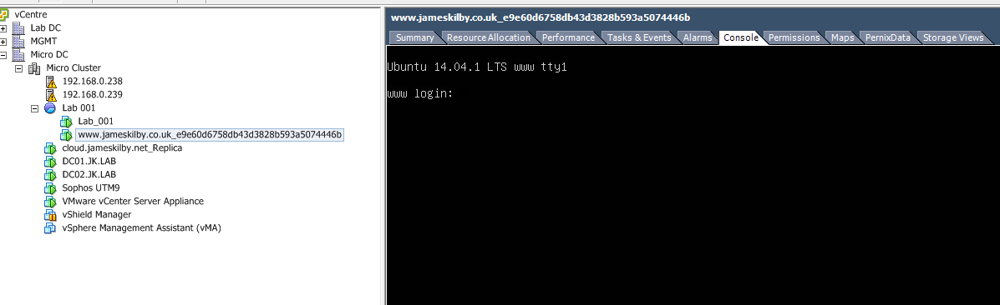 vCentre
Lab DC
MGMT
Micro DC
Micro Cluster
192.168.0.238
192.168.0.239
Lab 001
Lab_001
www.jameskilby.co.uk_e9e60d6758db43d3828b593a5074446b
cloud.jameskilby.net_Replica
DC01.JK.LAB
DC02.JK.LAB
Sophos UTM9
VMware vCenter Server Appliance
vShield Manager
vSphere Management Assistant (vMA)
www.jameskilby.co.uk_e9e60d6758db43d3828b593a5074446b
Summary Resource Allocation Performance Tasks & Events Alarms Console Permissions Maps PernixData Storage Views
Ubuntu 14.04.1 LTS www tty1
www login: